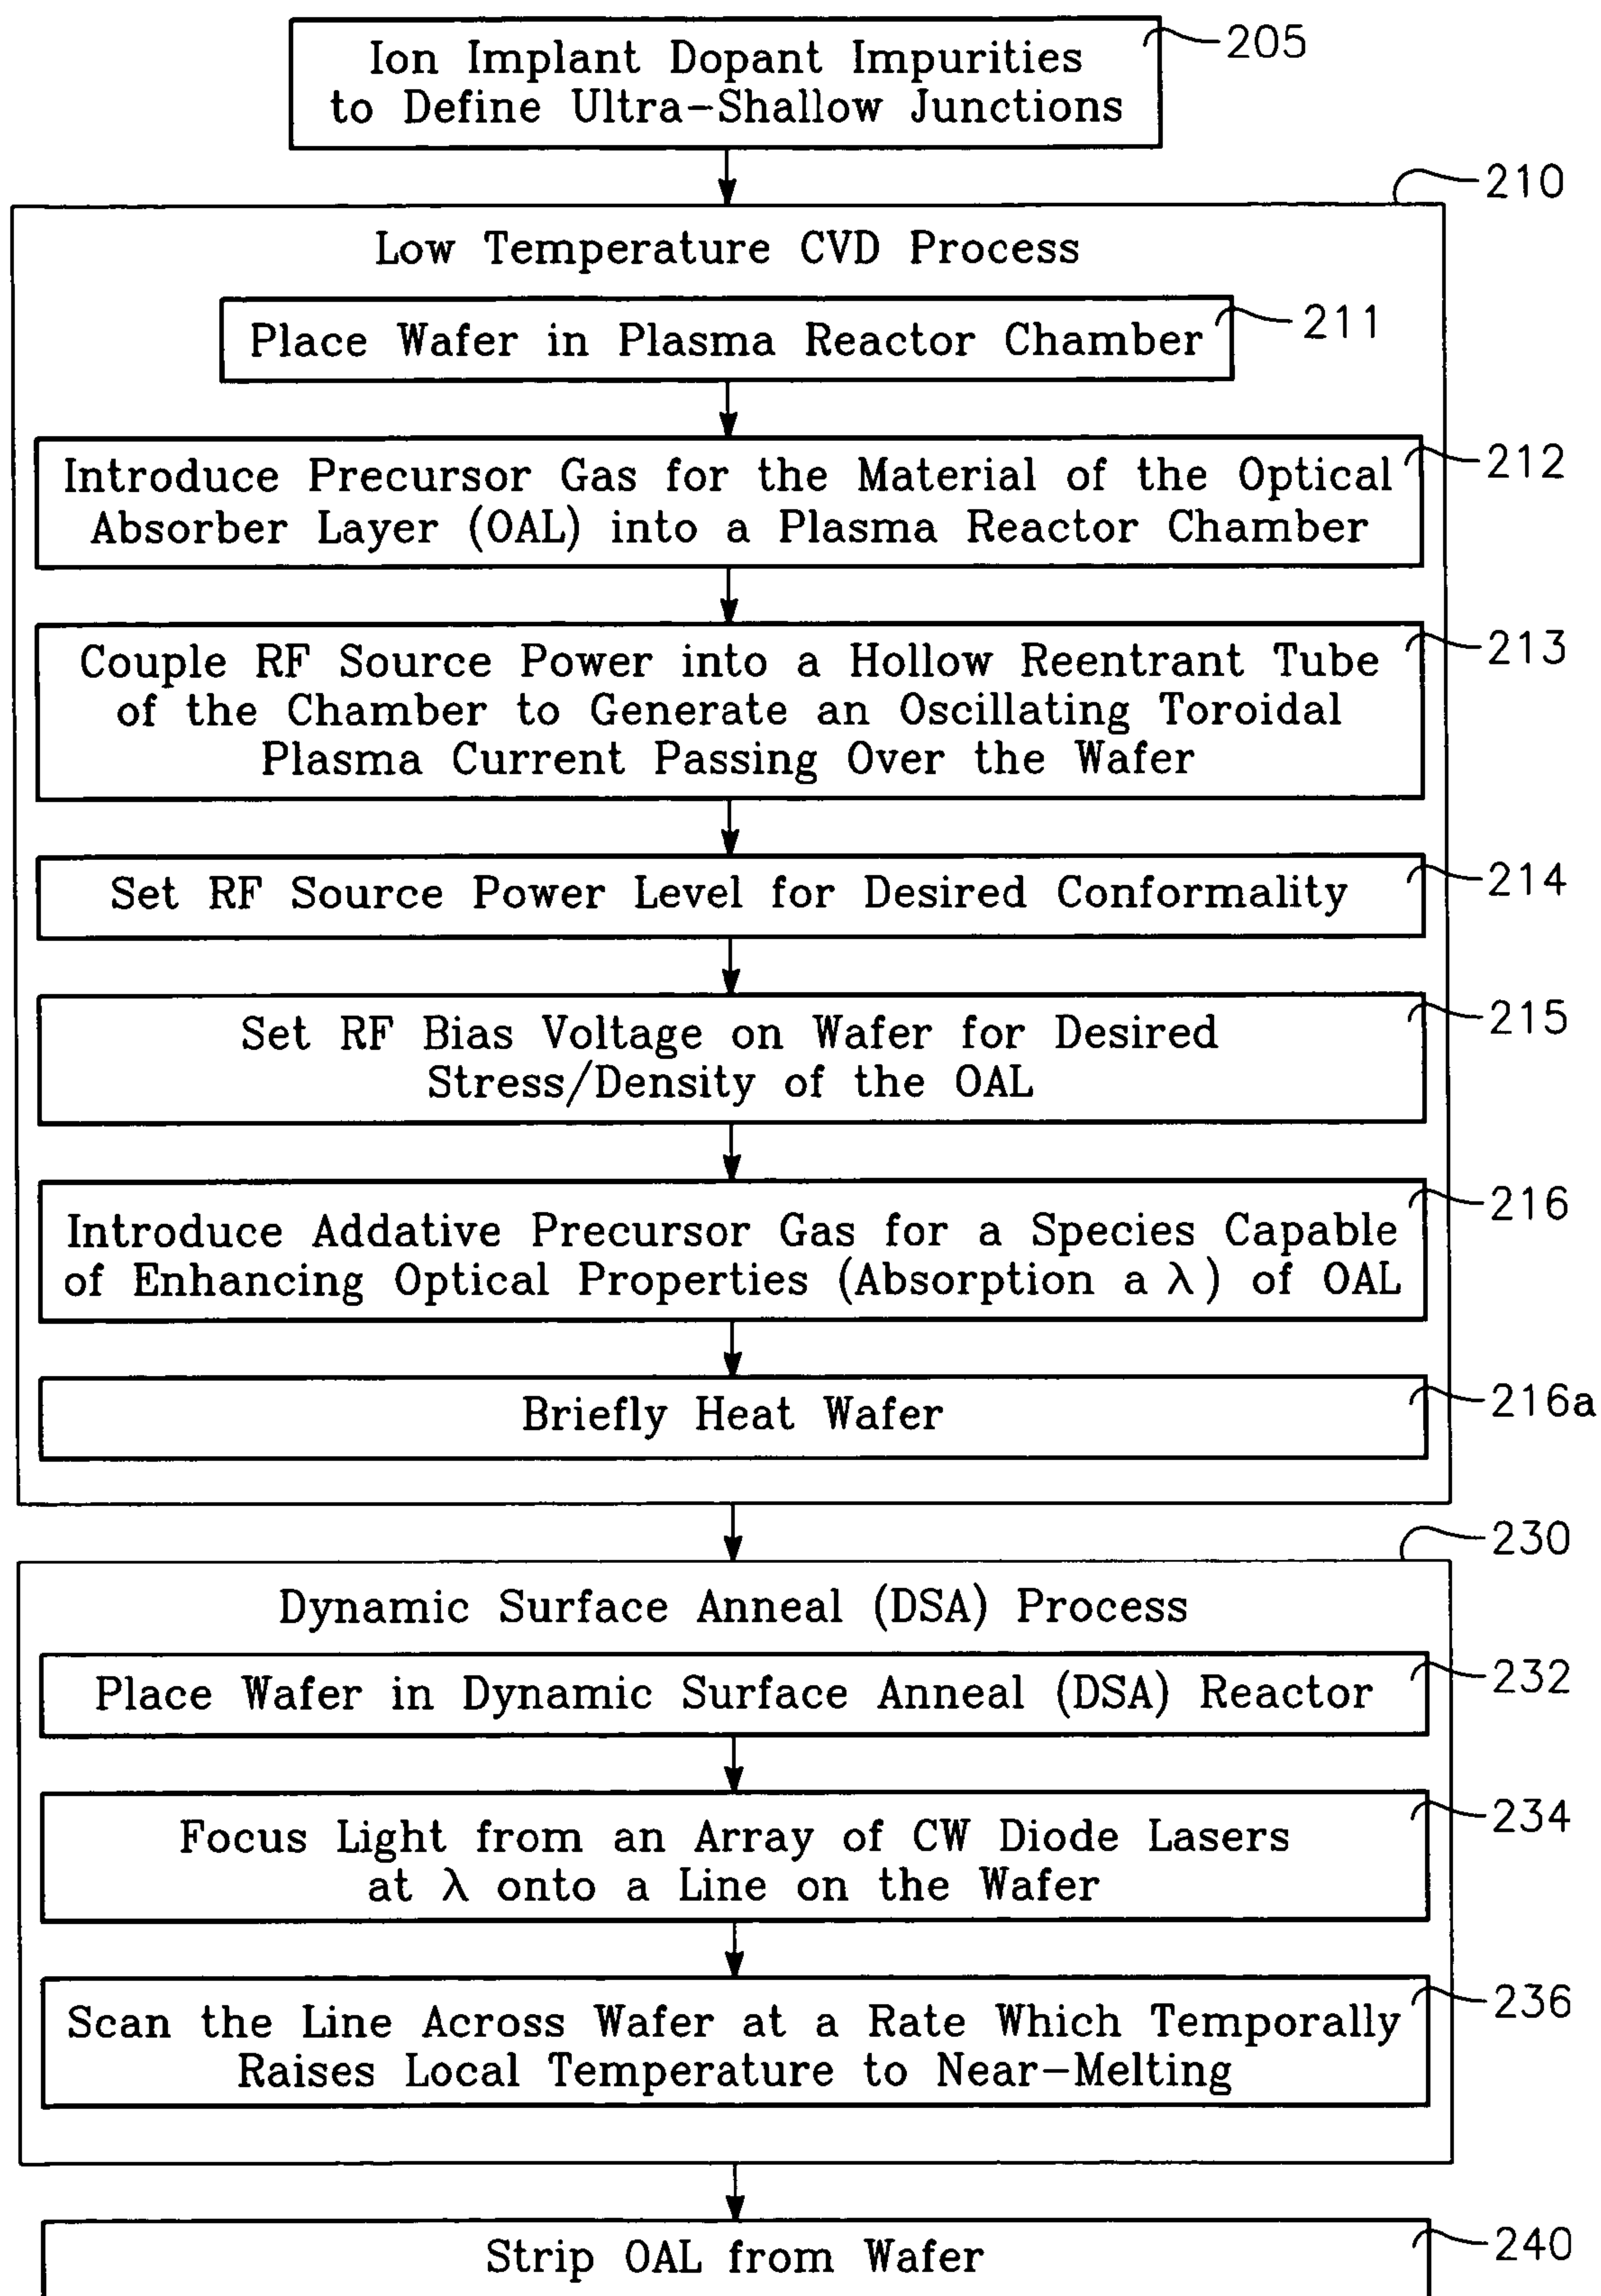 Ion Implant Dopant Impurities
to Define Ultra-Shallow Junctions
205
210
Low Temperature CVD Process
Place Wafer in Plasma Reactor Chamber
211
Introduce Precursor Gas for the Material of the Optical
Absorber Layer (OAL) into a Plasma Reactor Chamber
212
Couple RF Source Power into a Hollow Reentrant Tube
of the Chamber to Generate an Oscillating Toroidal
Plasma Current Passing Over the Wafer
213
Set RF Source Power Level for Desired Conformality
214
Set RF Bias Voltage on Wafer for Desired
Stress/Density of the OAL
215
Introduce Addative Precursor Gas for a Species Capable
of Enhancing Optical Properties (Absorption a λ) of OAL
216
Briefly Heat Wafer
216a
230
Dynamic Surface Anneal (DSA) Process
Place Wafer in Dynamic Surface Anneal (DSA) Reactor
232
Focus Light from an Array of CW Diode Lasers
at λ onto a Line on the Wafer
234
Scan the Line Across Wafer at a Rate Which Temporally
Raises Local Temperature to Near-Melting
236
Strip OAL from Wafer
240